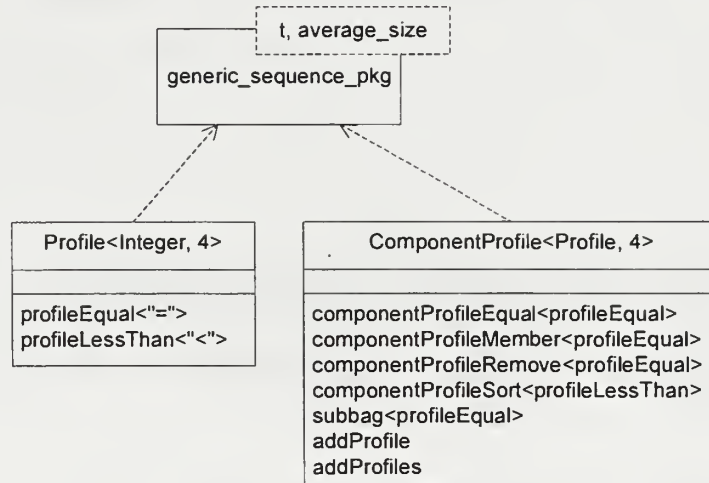 t, average_size
generic_sequence_pkg
Profile<Integer, 4>
profileEqual<"=">
profileLessThan<"<">
ComponentProfile<Profile, 4>
componentProfileEqual<profileEqual>
componentProfileMember<profileEqual>
componentProfileRemove<profileEqual>
componentProfileSort<profileLessThan>
subbag<profileEqual>
addProfile
addProfiles